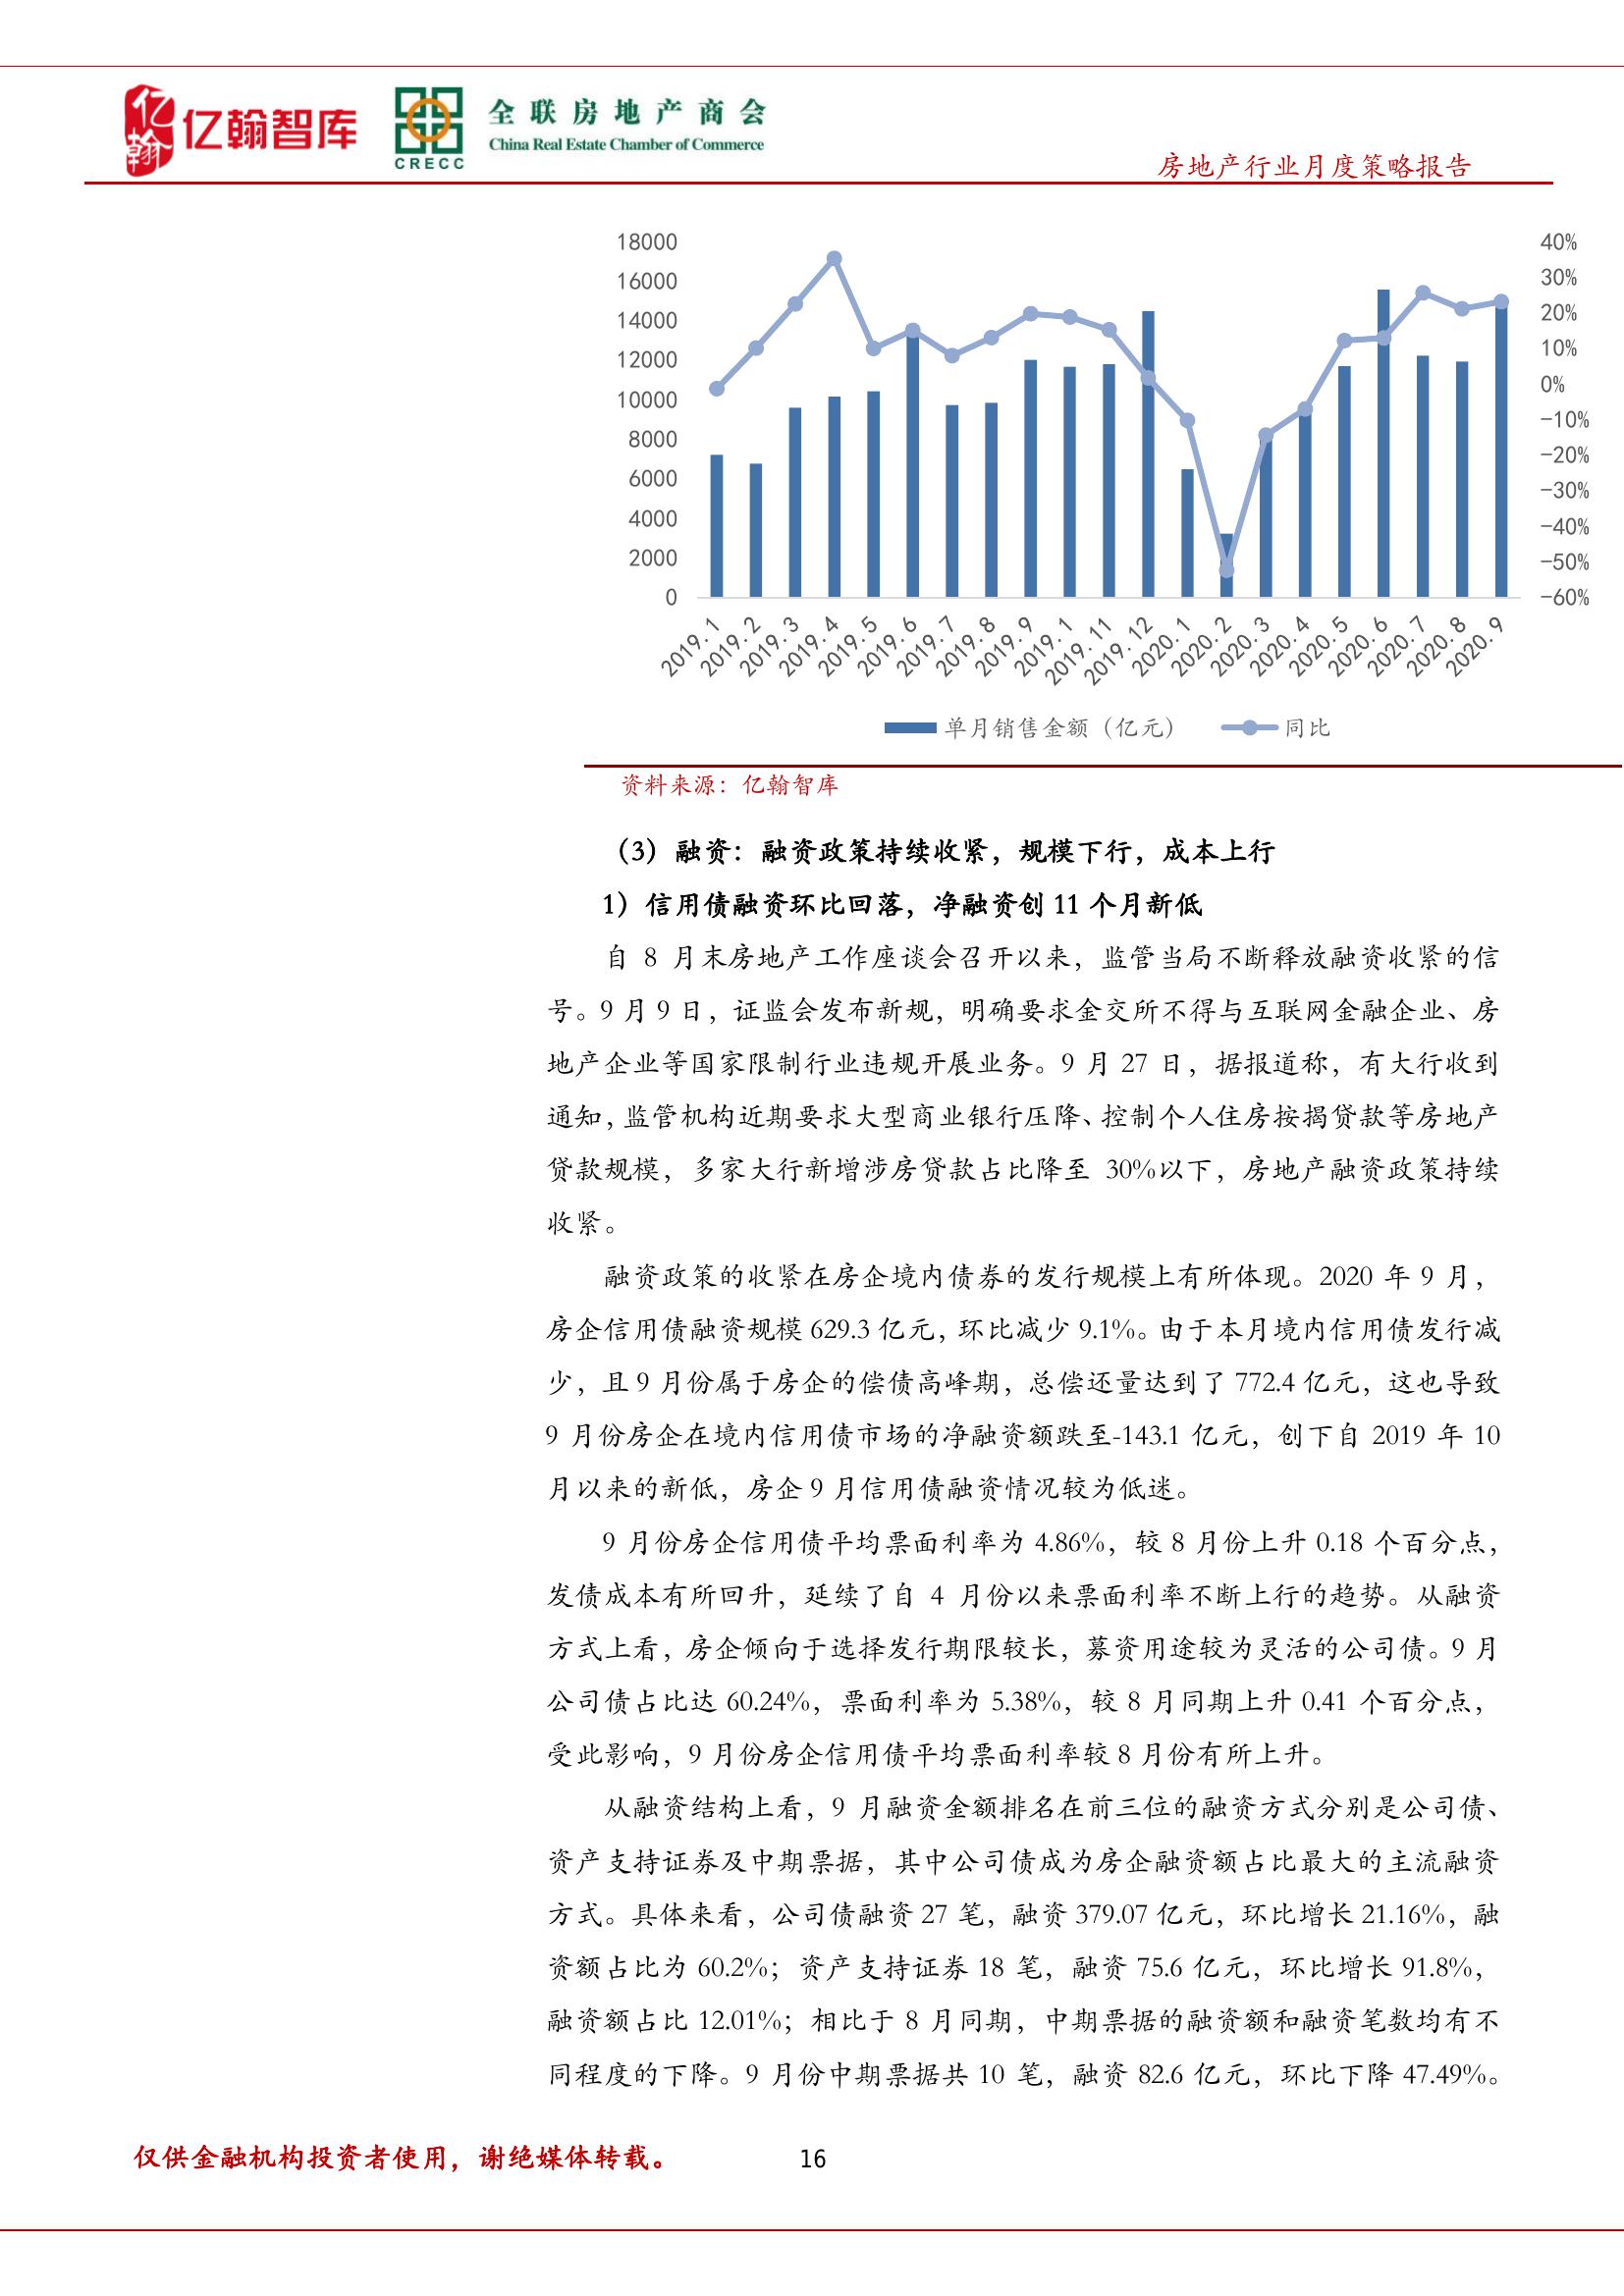 亿翰
亿翰智库
CRECC
全联房地产商会
China Real Estate Chamber of Commerce
房地产行业月度策略报告
18000
16000
14000
12000
10000
8000
6000
4000
2000
0
40%
30%
20%
10%
0%
-10%
-20%
-30%
-40%
-50%
-60%
2019.1
2019.2
2019.3
2019.4
2019.5
2019.6
2019.7
2019.8
2019.9
2019.1
2019.11
2019.12
2020.1
2020.2
2020.3
2020.4
2020.5
2020.6
2020.7
2020.8
2020.9
单月销售金额（亿元） 同比
资料来源：亿翰智库
（3）融资：融资政策持续收紧，规模下行，成本上行
1）信用债融资环比回落，净融资创 11 个月新低
自 8 月末房地产工作座谈会召开以来，监管当局不断释放融资收紧的信
号。9 月 9 日，证监会发布新规，明确要求金交所不得与互联网金融企业、房
地产企业等国家限制行业违规开展业务。9 月 27 日，据报道称，有大行收到
通知，监管机构近期要求大型商业银行压降、控制个人住房按揭贷款等房地产
贷款规模，多家大行新增涉房贷款占比降至 30%以下，房地产融资政策持续
收紧。
融资政策的收紧在房企境内债券的发行规模上有所体现。2020 年 9 月，
房企信用债融资规模 629.3 亿元，环比减少 9.1%。由于本月境内信用债发行减
少，且 9 月份属于房企的偿债高峰期，总偿还量达到了 772.4 亿元，这也导致
9 月份房企在境内信用债市场的净融资额跌至-143.1 亿元，创下自 2019 年 10
月以来的新低，房企 9 月信用债融资情况较为低迷。
9 月份房企信用债平均票面利率为 4.86%，较 8 月份上升 0.18 个百分点，
发债成本有所回升，延续了自 4 月份以来票面利率不断上行的趋势。从融资
方式上看，房企倾向于选择发行期限较长，募资用途较为灵活的公司债。9 月
公司债占比达 60.24%，票面利率为 5.38%，较 8 月同期上升 0.41 个百分点，
受此影响，9 月份房企信用债平均票面利率较 8 月份有所上升。
从融资结构上看，9 月融资金额排名在前三位的融资方式分别是公司债、
资产支持证券及中期票据，其中公司债成为房企融资额占比最大的主流融资
方式。具体来看，公司债融资 27 笔，融资 379.07 亿元，环比增长 21.16%，融
资额占比为 60.2%；资产支持证券 18 笔，融资 75.6 亿元，环比增长 91.8%，
融资额占比 12.01%；相比于 8 月同期，中期票据的融资额和融资笔数均有不
同程度的下降。9 月份中期票据共 10 笔，融资 82.6 亿元，环比下降 47.49%。
仅供金融机构投资者使用，谢绝媒体转载。 16